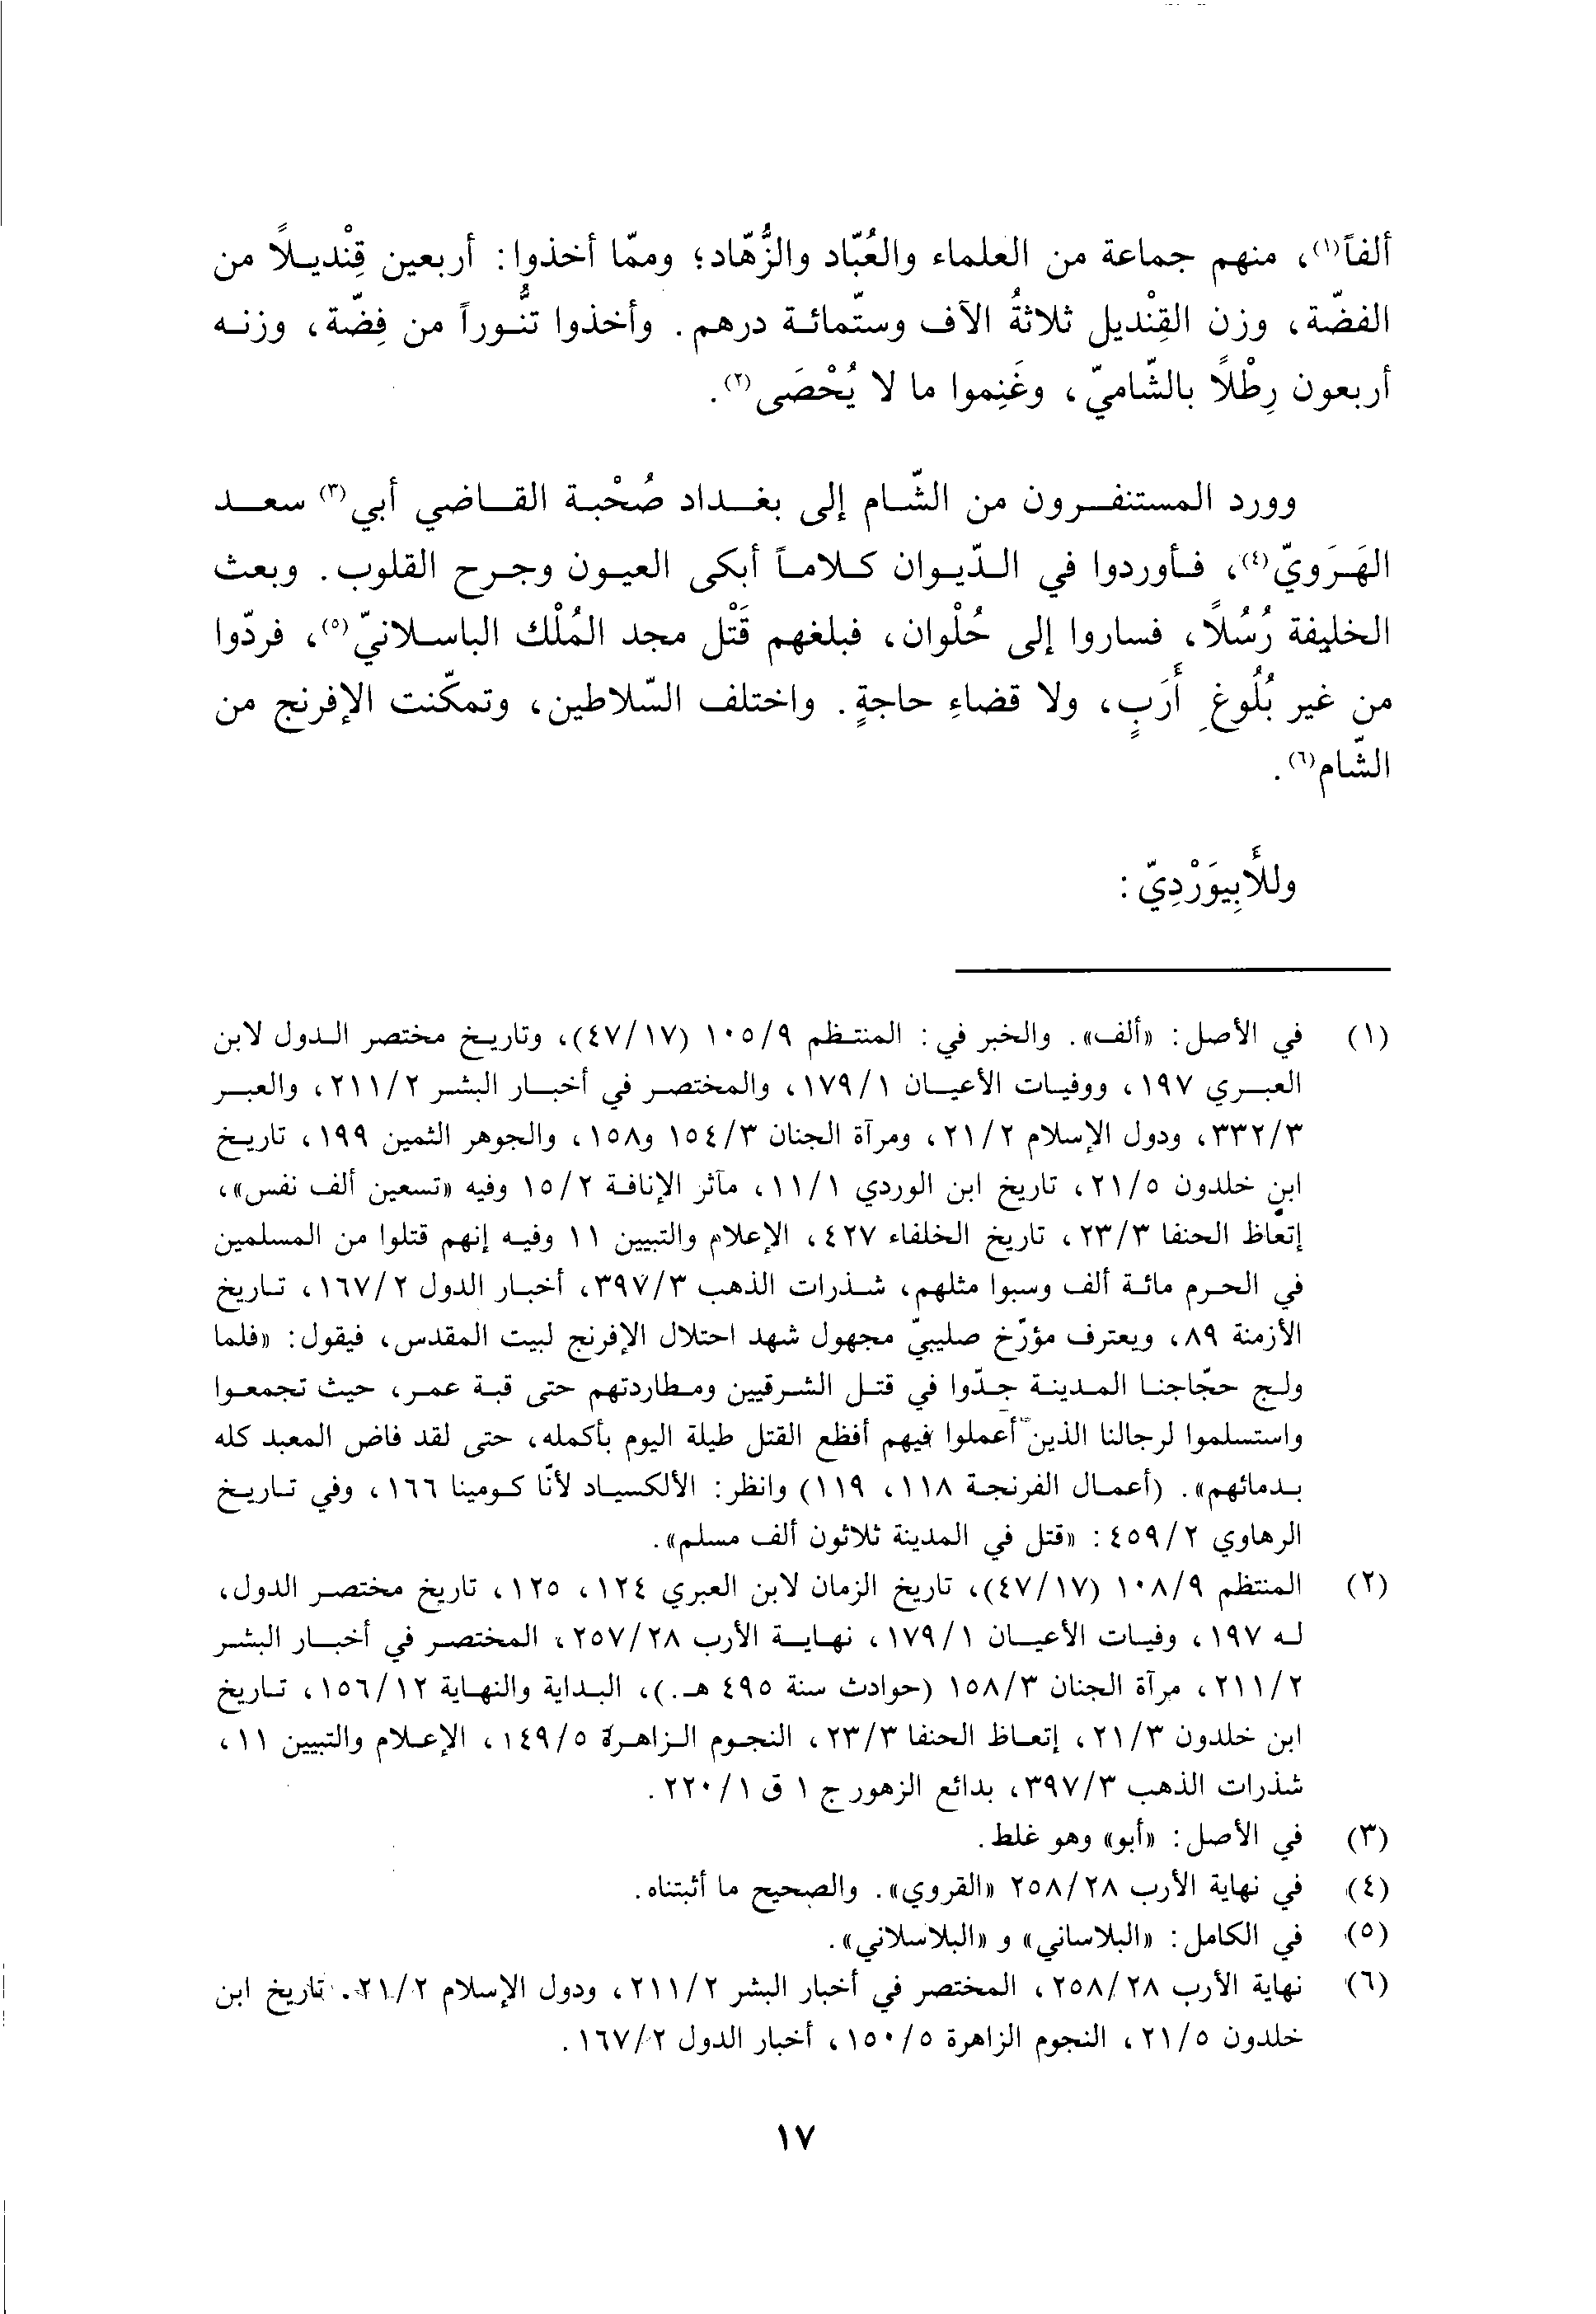 ألفاً(١)، منهم جماعة من العلماء والعُبّاد والزُّهّاد؛ وممّا أخذوا: أربعين قِنْديلاً من
الفضّة، وزن القِنْديل ثلاثةُ الآف وستّمائة درهم. وأخذوا تنُّوراً من فِضّة، وزنه
أربعون رِطْلاً بالشّاميّ، وغَنِموا ما لا يُحْصَى(٢).
وورد المستنفرون من الشّام إلى بغداد صُحْبة القاضي أبي(٣) سعد
الهَرَويّ(٤)، فأوردوا في الدّيوان كلاماً أبكى العيون وجرح القلوب. وبعث
الخليفة رُسُلاً، فساروا إلى حُلْوان، فبلغهم قَتْل مجد المُلْك الباسلانيّ(٥)، فردّوا
من غير بُلُوغِ أَرَبٍ، ولا قضاءِ حاجةٍ. واختلف السّلاطين، وتمكّنت الإفرنج من
الشّام(٦).
وللأَبِيوَرْدِيّ:
(١) في الأصل: «ألف». والخبر في: المنتظم ١٠٥/٩ (٤٧/١٧)، وتاريخ مختصر الدول لابن
العبري ١٩٧، ووفيات الأعيان ١٧٩/١، والمختصر في أخبار البشر ٢١١/٢، والعبر
٣٣٢/٣، ودول الإسلام ٢١/٢، ومرآة الجنان ١٥٤/٣ و١٥٨، والجوهر الثمين ١٩٩، تاريخ
ابن خلدون ٢١/٥، تاريخ ابن الوردي ١١/١، مآثر الإنافة ١٥/٢ وفيه «تسعين ألف نفس»،
إتعاظ الحنفا ٢٣/٣، تاريخ الخلفاء ٤٢٧، الإعلام والتبيين ١١ وفيه إنهم قتلوا من المسلمين
في الحرم مائة ألف وسبوا مثلهم، شذرات الذهب ٣٩٧/٣، أخبار الدول ١٦٧/٢، تاريخ
الأزمنة ٨٩، ويعترف مؤرّخ صليبيّ مجهول شهد احتلال الإفرنج لبيت المقدس، فيقول: «فلما
ولج حجّاجنا المدينة جدّوا في قتل الشرقيين ومطاردتهم حتى قبة عمر، حيث تجمعوا
واستسلموا لرجالنا الذين أعملوا فيهم أفظع القتل طيلة اليوم بأكمله، حتى لقد فاض المعبد كله
بدمائهم». (أعمال الفرنجة ١١٨، ١١٩) وانظر: الألكسياد لأنّا كومينا ١٦٦، وفي تاريخ
الرهاوي ٤٥٩/٢: «قتل في المدينة ثلاثون ألف مسلم».
(٢) المنتظم ١٠٨/٩ (٤٧/١٧)، تاريخ الزمان لابن العبري ١٢٤، ١٢٥، تاريخ مختصر الدول،
له ١٩٧، وفيات الأعيان ١٧٩/١، نهاية الأرب ٢٥٧/٢٨، المختصر في أخبار البشر
٢١١/٢، مرآة الجنان ١٥٨/٣ (حوادث سنة ٤٩٥ هـ.)، البداية والنهاية ١٥٦/١٢، تاريخ
ابن خلدون ٢١/٣، إتعاظ الحنفا ٢٣/٣، النجوم الزاهرة ١٤٩/٥، الإعلام والتبيين ١١،
شذرات الذهب ٣٩٧/٣، بدائع الزهور ج ١ ق ٢٢٠/١.
(٣) في الأصل: «أبو» وهو غلط.
(٤) في نهاية الأرب ٢٥٨/٢٨ «القروي». والصحيح ما أثبتناه.
(٥) في الكامل: «البلاساني» و «البلاسلاني».
(٦) نهاية الأرب ٢٥٨/٢٨، المختصر في أخبار البشر ٢١١/٢، ودول الإسلام ٢١/٢. تاريخ ابن
خلدون ٢١/٥، النجوم الزاهرة ١٥٠/٥، أخبار الدول ١٦٧/٢.
١٧